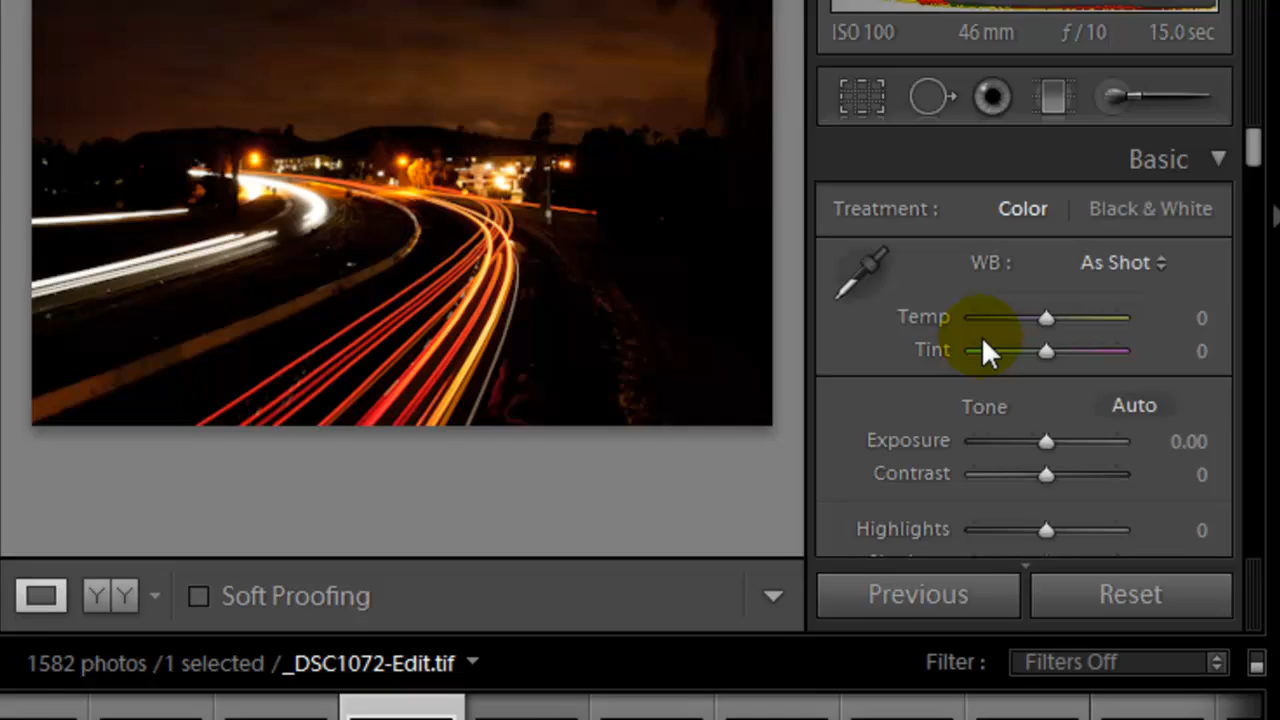 ISO 100 46 mm ƒ / 10 15.0 sec
Basic
Treatment : Color Black & White
WB : As Shot
Temp 0
Tint 0
Tone Auto
Exposure 0.00
Contrast 0
Highlights 0
Previous Reset
YY Soft Proofing
1582 photos / 1 selected / _DSC1072-Edit.tif Filter : Filters Off